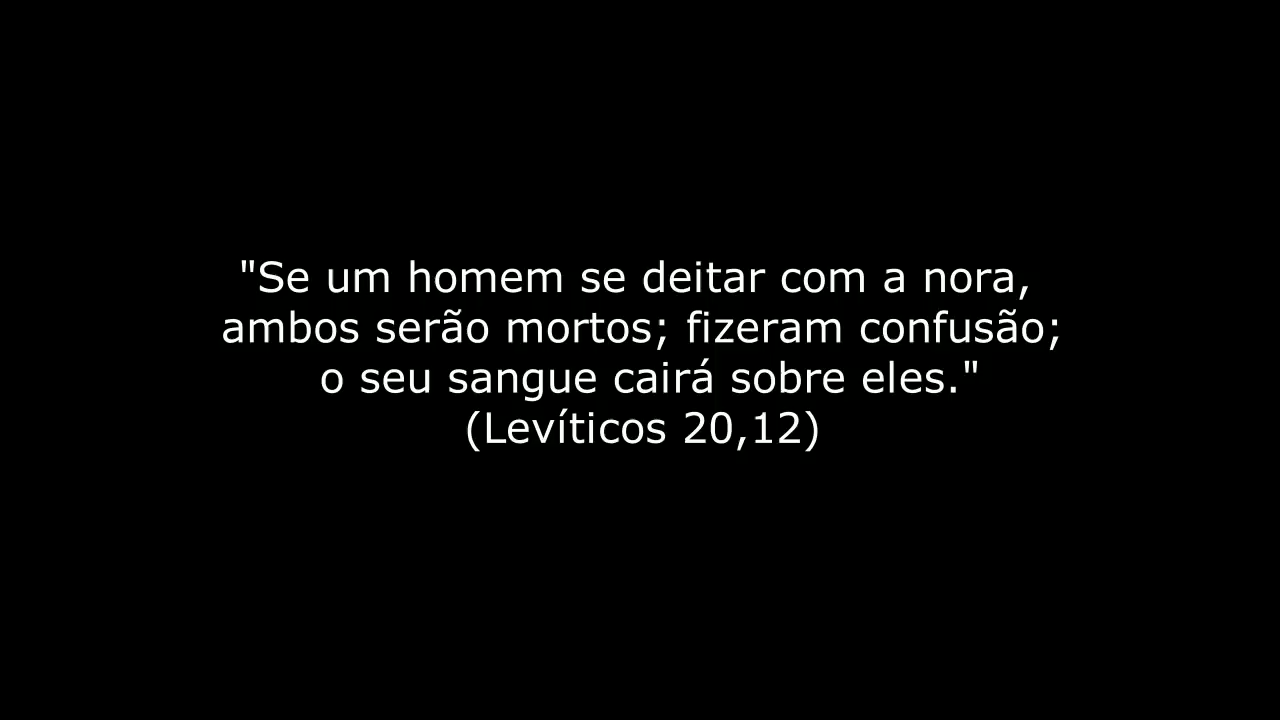 "Se um homem se deitar com a nora,
ambos serão mortos; fizeram confusão;
o seu sangue cairá sobre eles."
(Levíticos 20,12)